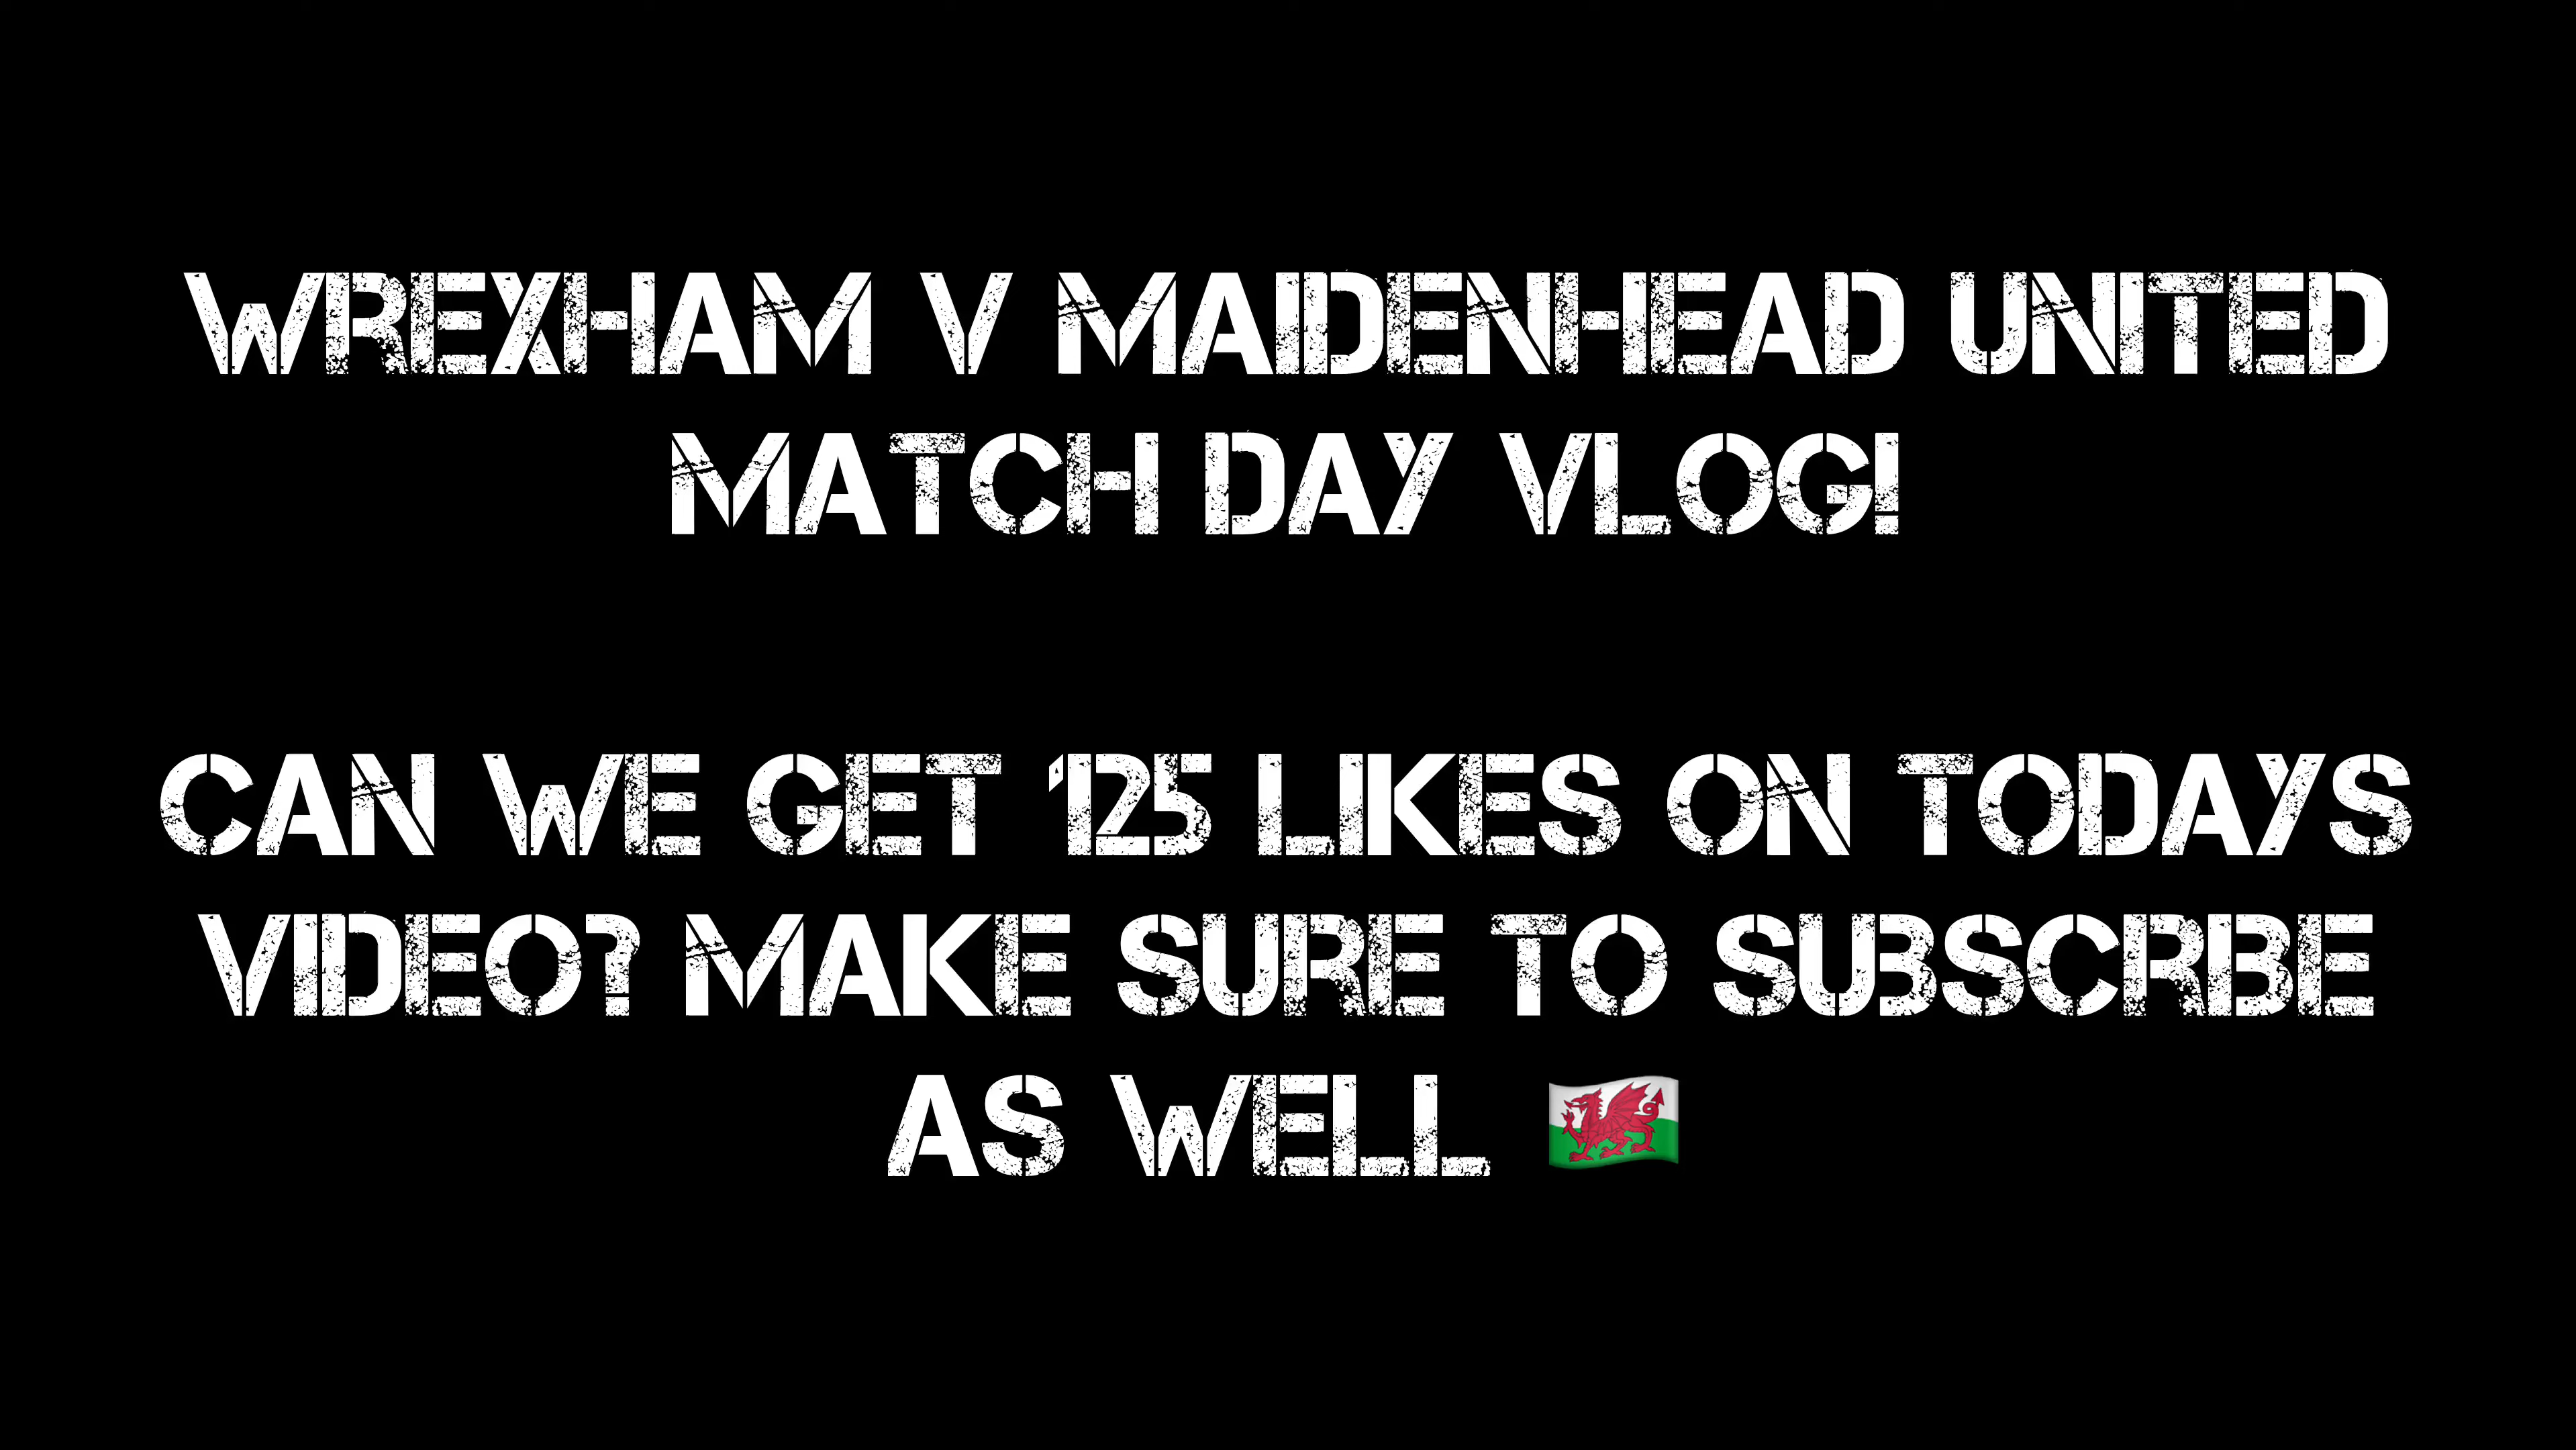 WREXHAM V MAIDENHEAD UNITED
MATCH DAY VLOG!
CAN WE GET 125 LIKES ON TODAYS
VIDEO? MAKE SURE TO SUBSCRBE
AS WELL 🏴󠁧󠁢󠁷󠁬󠁳󠁿